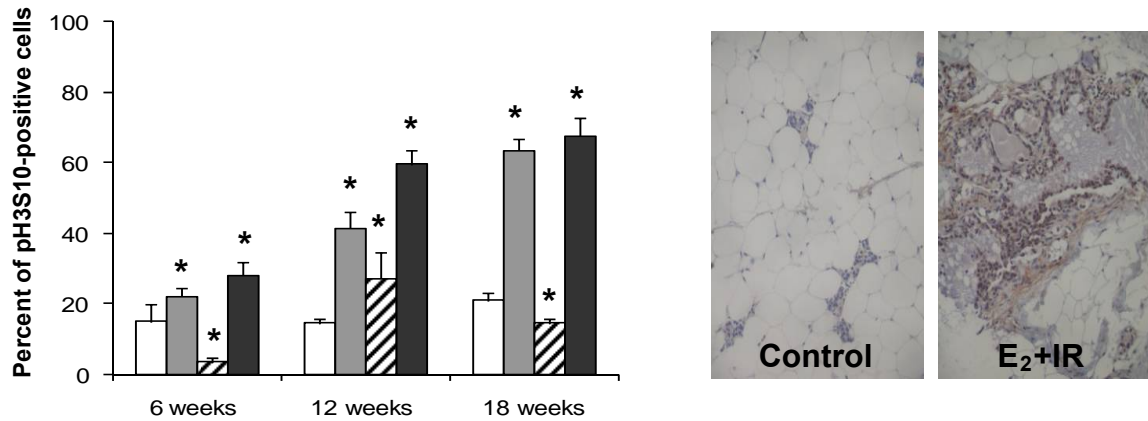 Percent of pH3S10-positive cells
100
80
60
40
20
0
* * *
* * *
* * *
6 weeks
12 weeks
18 weeks
Control
E₂+IR